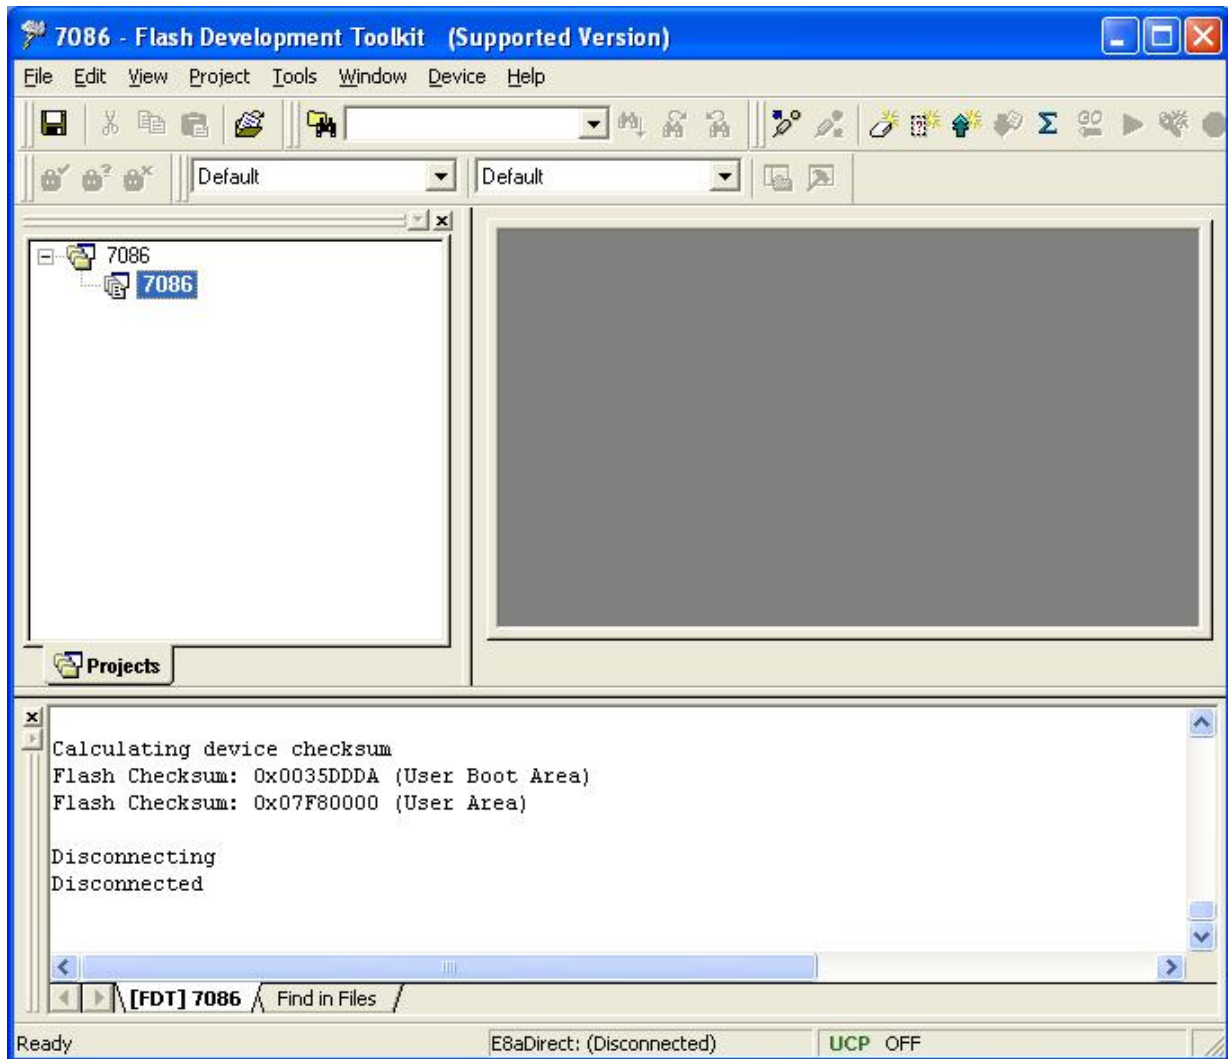 7086 - Flash Development Toolkit (Supported Version)
File Edit View Project Tools Window Device Help
Default Default
7086
7086
Projects
Calculating device checksum
Flash Checksum: 0x0035DDDA (User Boot Area)
Flash Checksum: 0x07F80000 (User Area)
Disconnecting
Disconnected
[FDT] 7086 Find in Files
Ready E8aDirect: (Disconnected) UCP OFF